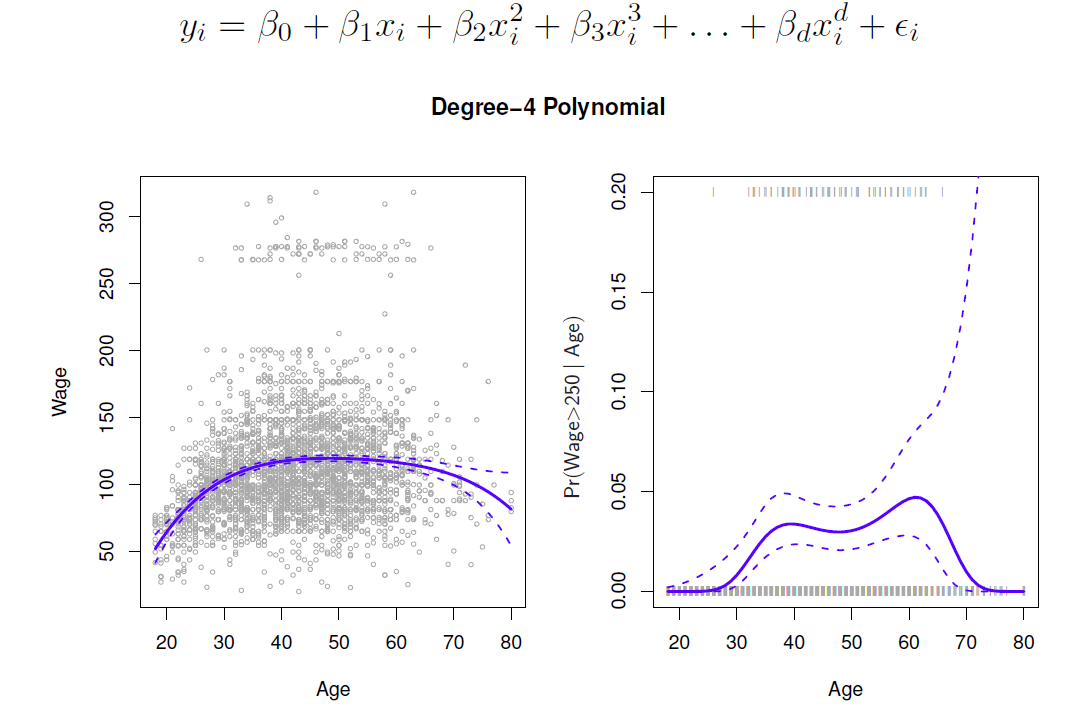 yᵢ = β₀ + β₁xᵢ + β₂xᵢ² + β₃xᵢ³ + … + β_d xᵢᵈ + ϵᵢ
Degree−4 Polynomial
Wage
50 100 150 200 250 300
20 30 40 50 60 70 80
Age
Pr(Wage>250 | Age)
0.00 0.05 0.10 0.15 0.20
20 30 40 50 60 70 80
Age